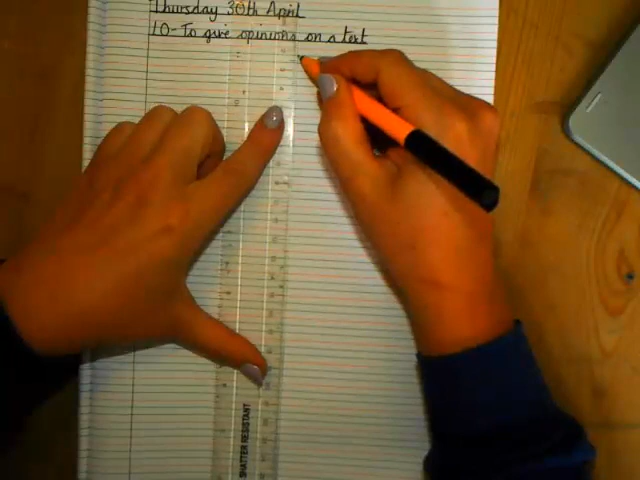 Thursday 30th April
LO-To give opinions on a text
SHATTER RESISTANT